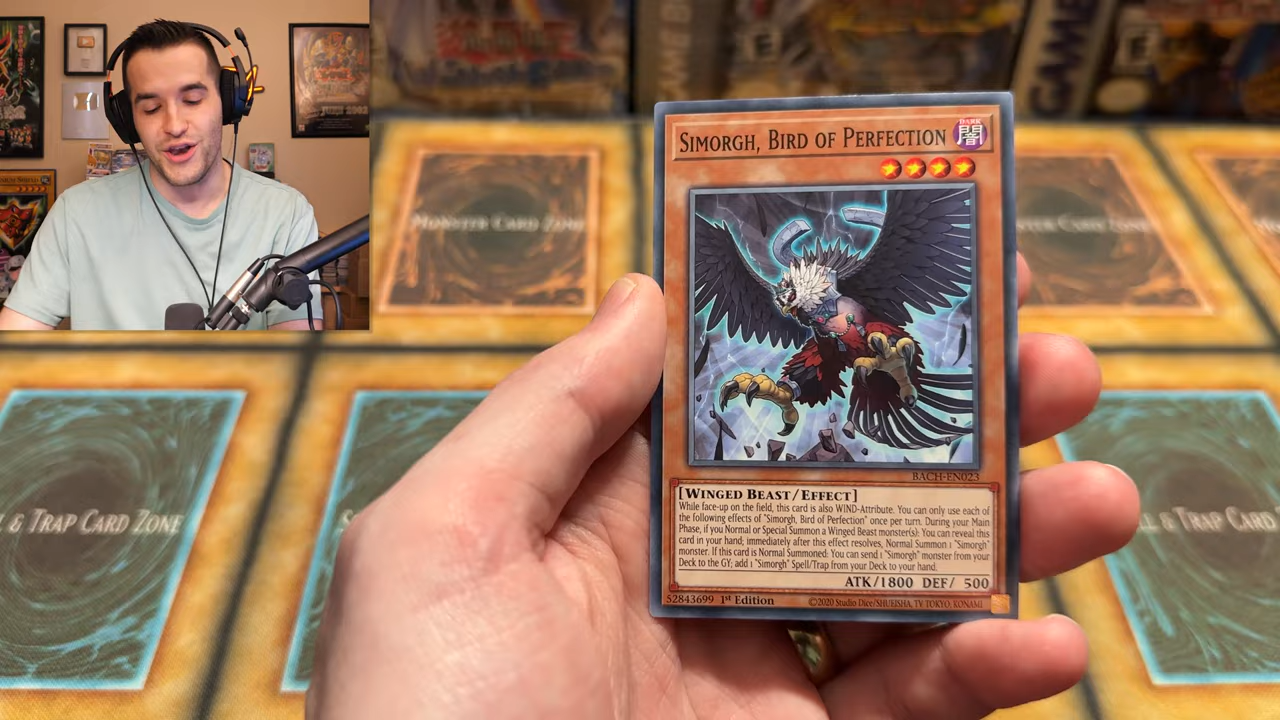 SIMORGH, BIRD OF PERFECTION
DARK
闇
BACH-EN023
[WINGED BEAST/EFFECT]
While face-up on the field, this card is also WIND-Attribute. You can only use each of
the following effects of "Simorgh, Bird of Perfection" once per turn. During your Main
Phase, if you Normal or Special Summon a Winged Beast monster(s): You can reveal this
card in your hand; immediately after this effect resolves, Normal Summon 1 "Simorgh"
monster. If this card is Normal Summoned: You can send 1 "Simorgh" monster from your
Deck to the GY; add 1 "Simorgh" Spell/Trap from your Deck to your hand.
ATK/1800 DEF/ 500
52843699 1st Edition ©2020 Studio Dice/SHUEISHA, TV TOKYO, KONAMI
MONSTER CARD ZONE
MONSTER CARD ZONE
L & TRAP CARD ZONE
S
LL & TRAP CARD
GAME
E
E